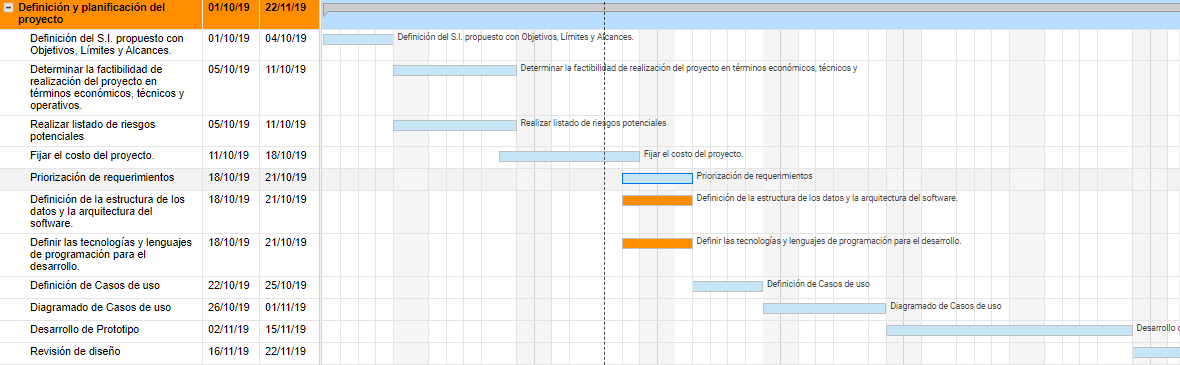 Definición y planificación del 01/10/19 22/11/19
proyecto
Definición del S.I. propuesto con 01/10/19 04/10/19 Definición del S.I. propuesto con Objetivos, Límites y Alcances.
Objetivos, Límites y Alcances.
Determinar la factibilidad de 05/10/19 11/10/19 Determinar la factibilidad de realización del proyecto en términos económicos, técnicos y
realización del proyecto en
términos económicos, técnicos y
operativos.
Realizar listado de riesgos 05/10/19 11/10/19 Realizar listado de riesgos potenciales
potenciales
Fijar el costo del proyecto. 11/10/19 18/10/19 Fijar el costo del proyecto.
Priorización de requerimientos 18/10/19 21/10/19 Priorización de requerimientos
Definición de la estructura de los 18/10/19 21/10/19 Definición de la estructura de los datos y la arquitectura del software.
datos y la arquitectura del
software.
Definir las tecnologías y lenguajes 18/10/19 21/10/19 Definir las tecnologías y lenguajes de programación para el desarrollo.
de programación para el
desarrollo.
Definición de Casos de uso 22/10/19 25/10/19 Definición de Casos de uso
Diagramado de Casos de uso 26/10/19 01/11/19 Diagramado de Casos de uso
Desarrollo de Prototipo 02/11/19 15/11/19 Desarrollo
Revisión de diseño 16/11/19 22/11/19